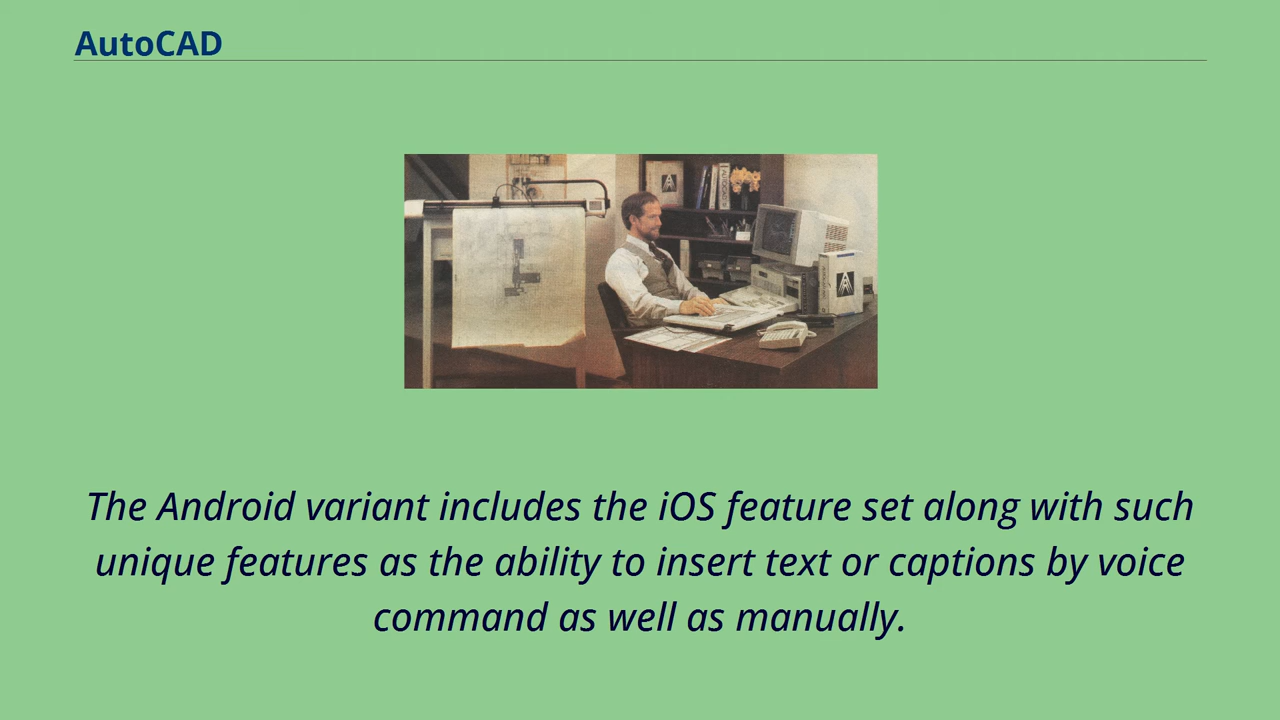 AutoCAD
The Android variant includes the iOS feature set along with such
unique features as the ability to insert text or captions by voice
command as well as manually.